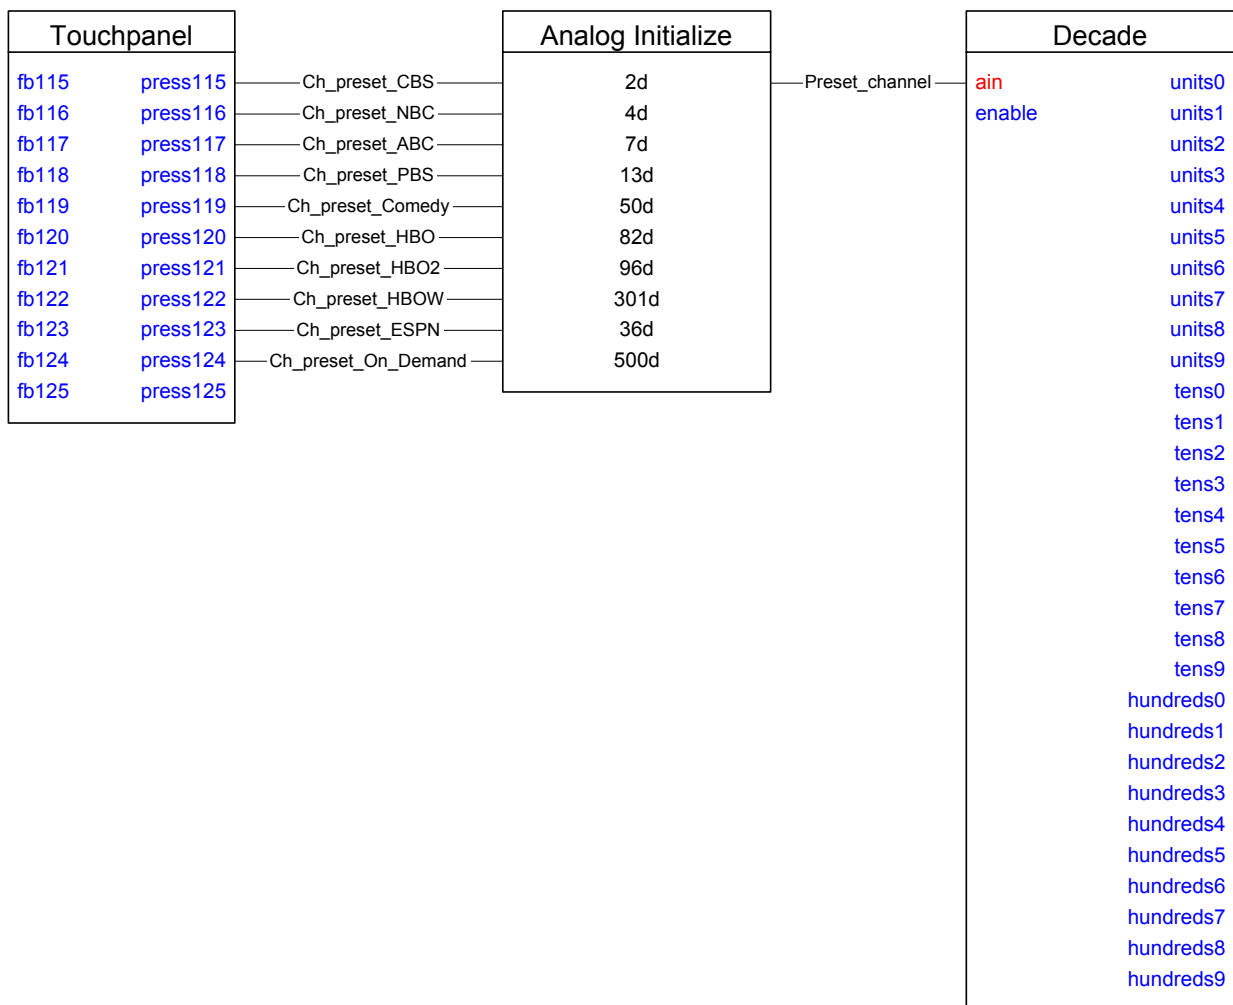 Touchpanel Analog Initialize Decade
fb115 press115 Ch_preset_CBS 2d Preset_channel ain units0
fb116 press116 Ch_preset_NBC 4d enable units1
fb117 press117 Ch_preset_ABC 7d units2
fb118 press118 Ch_preset_PBS 13d units3
fb119 press119 Ch_preset_Comedy 50d units4
fb120 press120 Ch_preset_HBO 82d units5
fb121 press121 Ch_preset_HBO2 96d units6
fb122 press122 Ch_preset_HBOW 301d units7
fb123 press123 Ch_preset_ESPN 36d units8
fb124 press124 Ch_preset_On_Demand 500d units9
fb125 press125 tens0
tens1
tens2
tens3
tens4
tens5
tens6
tens7
tens8
tens9
hundreds0
hundreds1
hundreds2
hundreds3
hundreds4
hundreds5
hundreds6
hundreds7
hundreds8
hundreds9